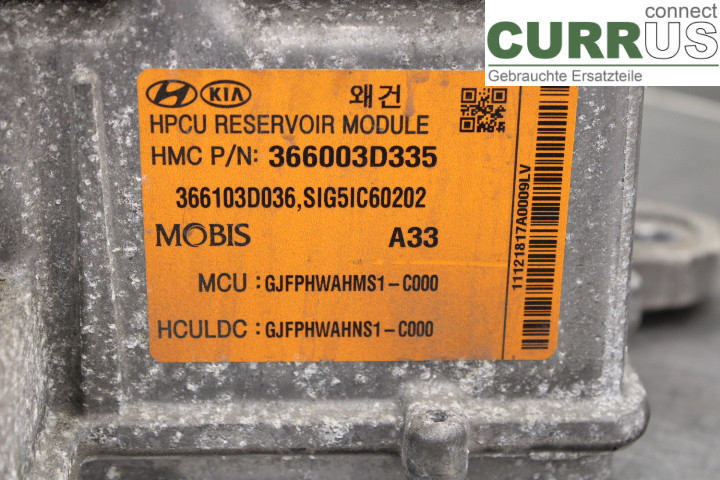 connect
CURRUS
Gebrauchte Ersatzteile
KIA 왜건
HPCU RESERVOIR MODULE
HMC P/N: 366003D335
366103D036,SIG5IC60202
MOBIS A33
MCU : GJFPHWAHMS1-C000
HCULDC : GJFPHWAHNS1-C000
11121817A0009LV